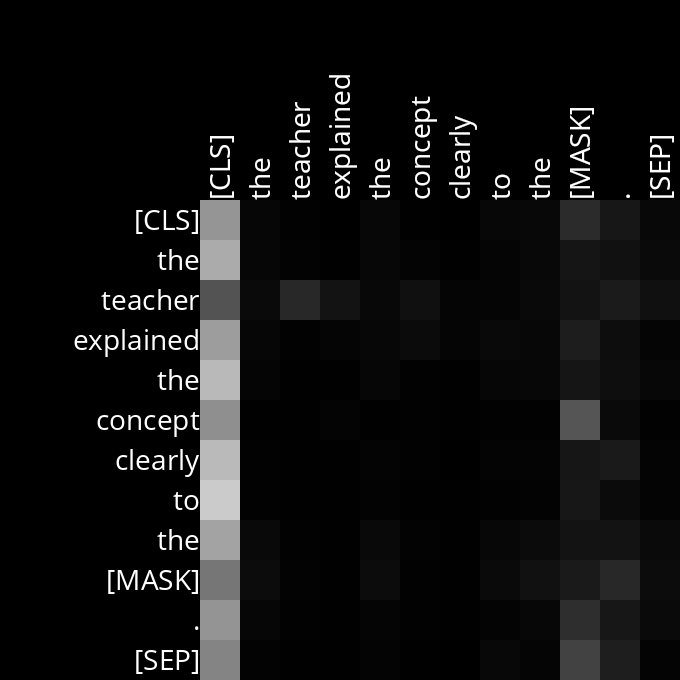 [CLS] the teacher explained the concept clearly to the [MASK] . [SEP]
[CLS]
the
teacher
explained
the
concept
clearly
to
the
[MASK]
.
[SEP]